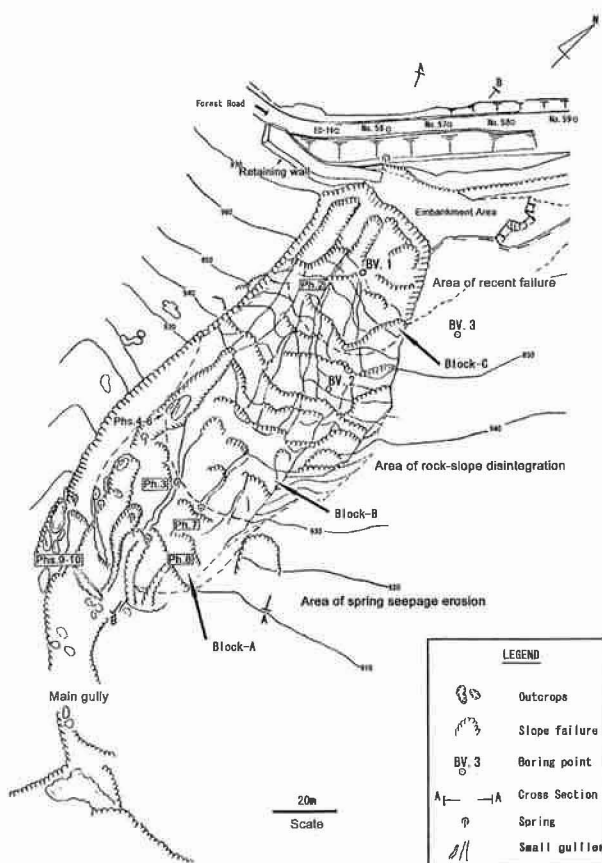 N
A
B
Forest Road
No. 56
No. 57
No. 58
No. 59
Retaining wall
Embankment Area
BV. 1
Ph.2
Area of recent failure
BV. 3
Block-C
BV. 2
Phs.4-6
Area of rock-slope disintegration
Ph.3
Block-B
Ph.7
Phs.9-10
Ph.8
Area of spring seepage erosion
B
A
Block-A
Main gully
20m
Scale
LEGEND
Outcrops
Slope failure
BV. 3 Boring point
A A Cross Section
Spring
Small gullies